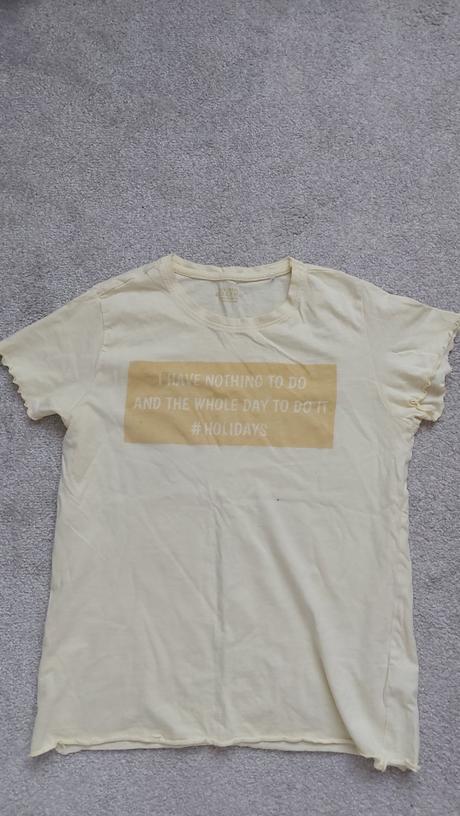 I HAVE NOTHING TO DO
AND THE WHOLE DAY TO DO IT
#HOLIDAYS